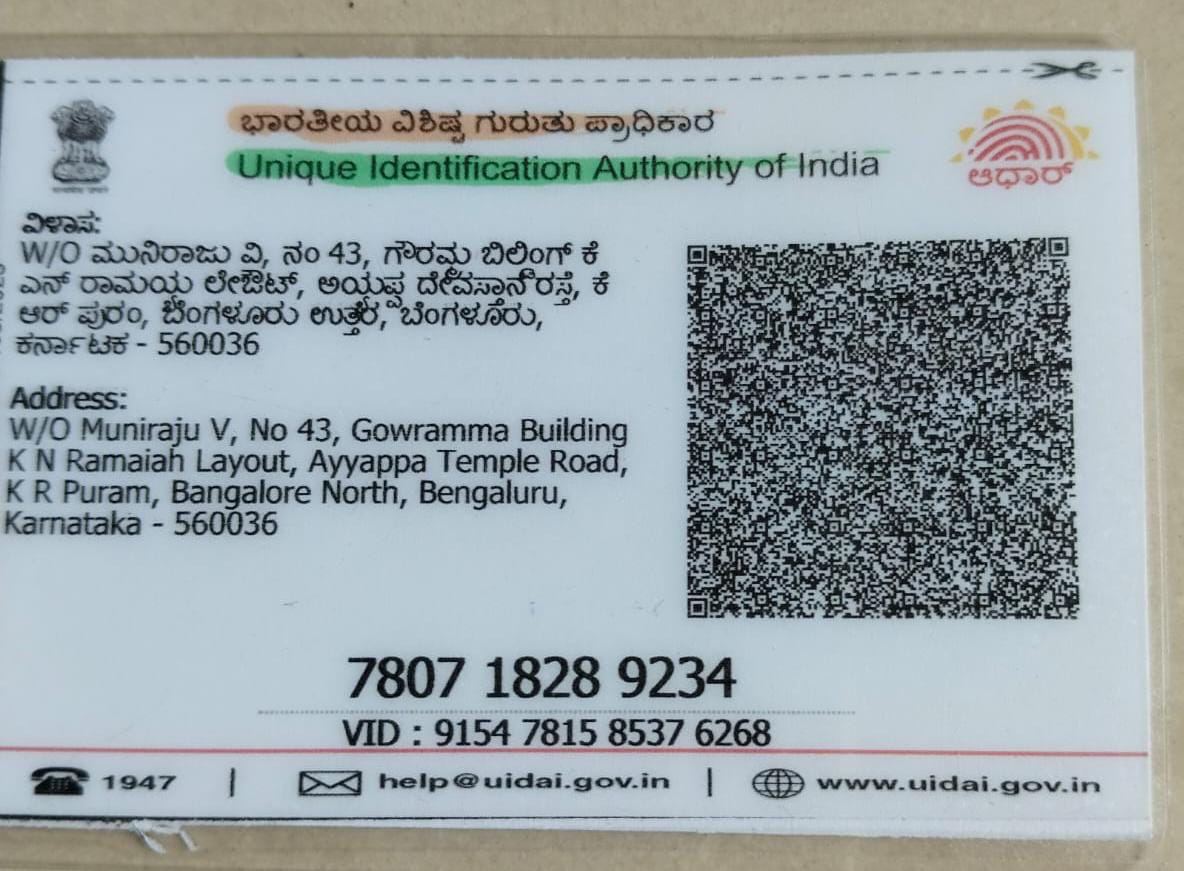 ಭಾರತೀಯ ವಿಶಿಷ್ಟ ಗುರುತು ಪ್ರಾಧಿಕಾರ
Unique Identification Authority of India
ಆಧಾರ್
ವಿಳಾಸ:
W/O ಮುನಿರಾಜು ವಿ, ನಂ 43, ಗೌರಮ್ಮ ಬಿಲಿಂಗ್ ಕೆ
ಎನ್ ರಾಮಯ್ಯ ಲೇಔಟ್, ಅಯಪ್ಪ ದೇವಸ್ಥಾನ ರಸ್ತೆ, ಕೆ
ಆರ್ ಪುರಂ, ಬೆಂಗಳೂರು ಉತ್ತರ, ಬೆಂಗಳೂರು,
ಕರ್ನಾಟಕ - 560036
Address:
W/O Muniraju V, No 43, Gowramma Building
K N Ramaiah Layout, Ayyappa Temple Road,
K R Puram, Bangalore North, Bengaluru,
Karnataka - 560036
7807 1828 9234
VID : 9154 7815 8537 6268
1947 | help@uidai.gov.in | www.uidai.gov.in